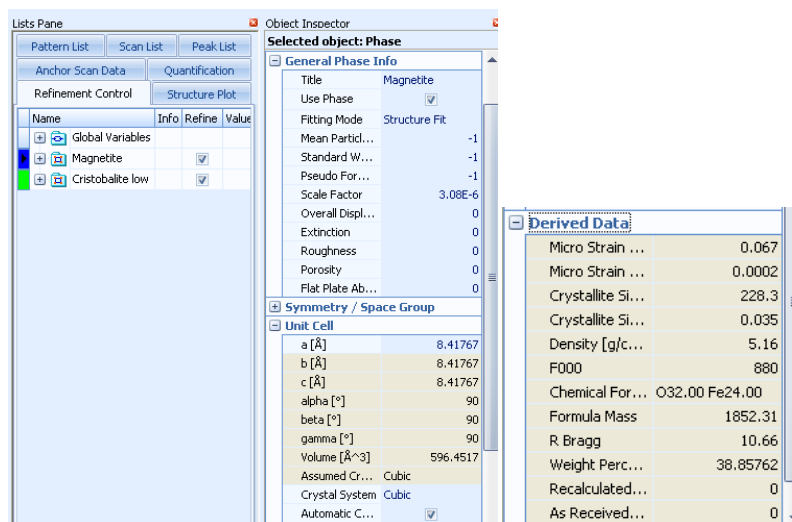 Lists Pane
Pattern List Scan List Peak List
Anchor Scan Data Quantification
Refinement Control Structure Plot
Name Info Refine Value
Global Variables
Magnetite
Cristobalite low
Object Inspector
Selected object: Phase
General Phase Info
Title Magnetite
Use Phase
Fitting Mode Structure Fit
Mean Particl... -1
Standard W... -1
Pseudo For... -1
Scale Factor 3.08E-6
Overall Displ... 0
Extinction 0
Roughness 0
Porosity 0
Flat Plate Ab... 0
Symmetry / Space Group
Unit Cell
a [Å] 8.41767
b [Å] 8.41767
c [Å] 8.41767
alpha [°] 90
beta [°] 90
gamma [°] 90
Volume [Å^3] 596.4517
Assumed Cr... Cubic
Crystal System Cubic
Automatic C...
Derived Data
Micro Strain ... 0.067
Micro Strain ... 0.0002
Crystallite Si... 228.3
Crystallite Si... 0.035
Density [g/c... 5.16
F000 880
Chemical For... O32.00 Fe24.00
Formula Mass 1852.31
R Bragg 10.66
Weight Perc... 38.85762
Recalculated... 0
As Received... 0